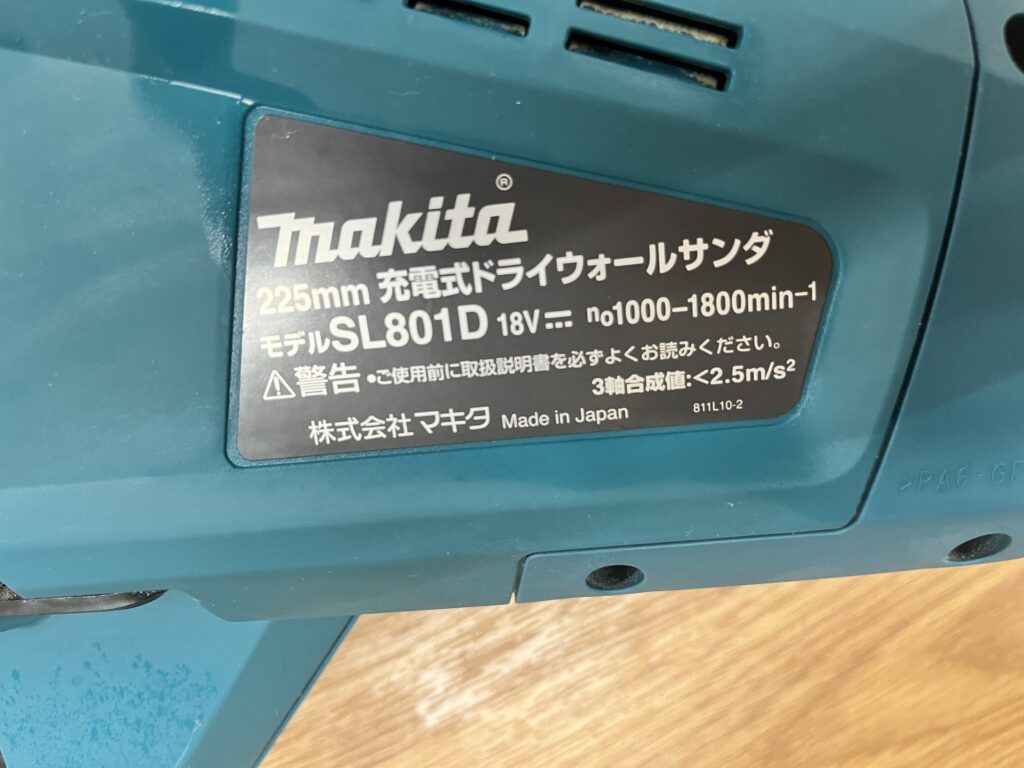 makita®
225mm 充電式ドライウォールサンダ
モデルSL801D 18V⎓ n₀1000-1800min-1
⚠警告 •ご使用前に取扱説明書を必ずよくお読みください。
3軸合成値:<2.5m/s²
株式会社マキタ Made in Japan 811L10-2
>PA6-GF